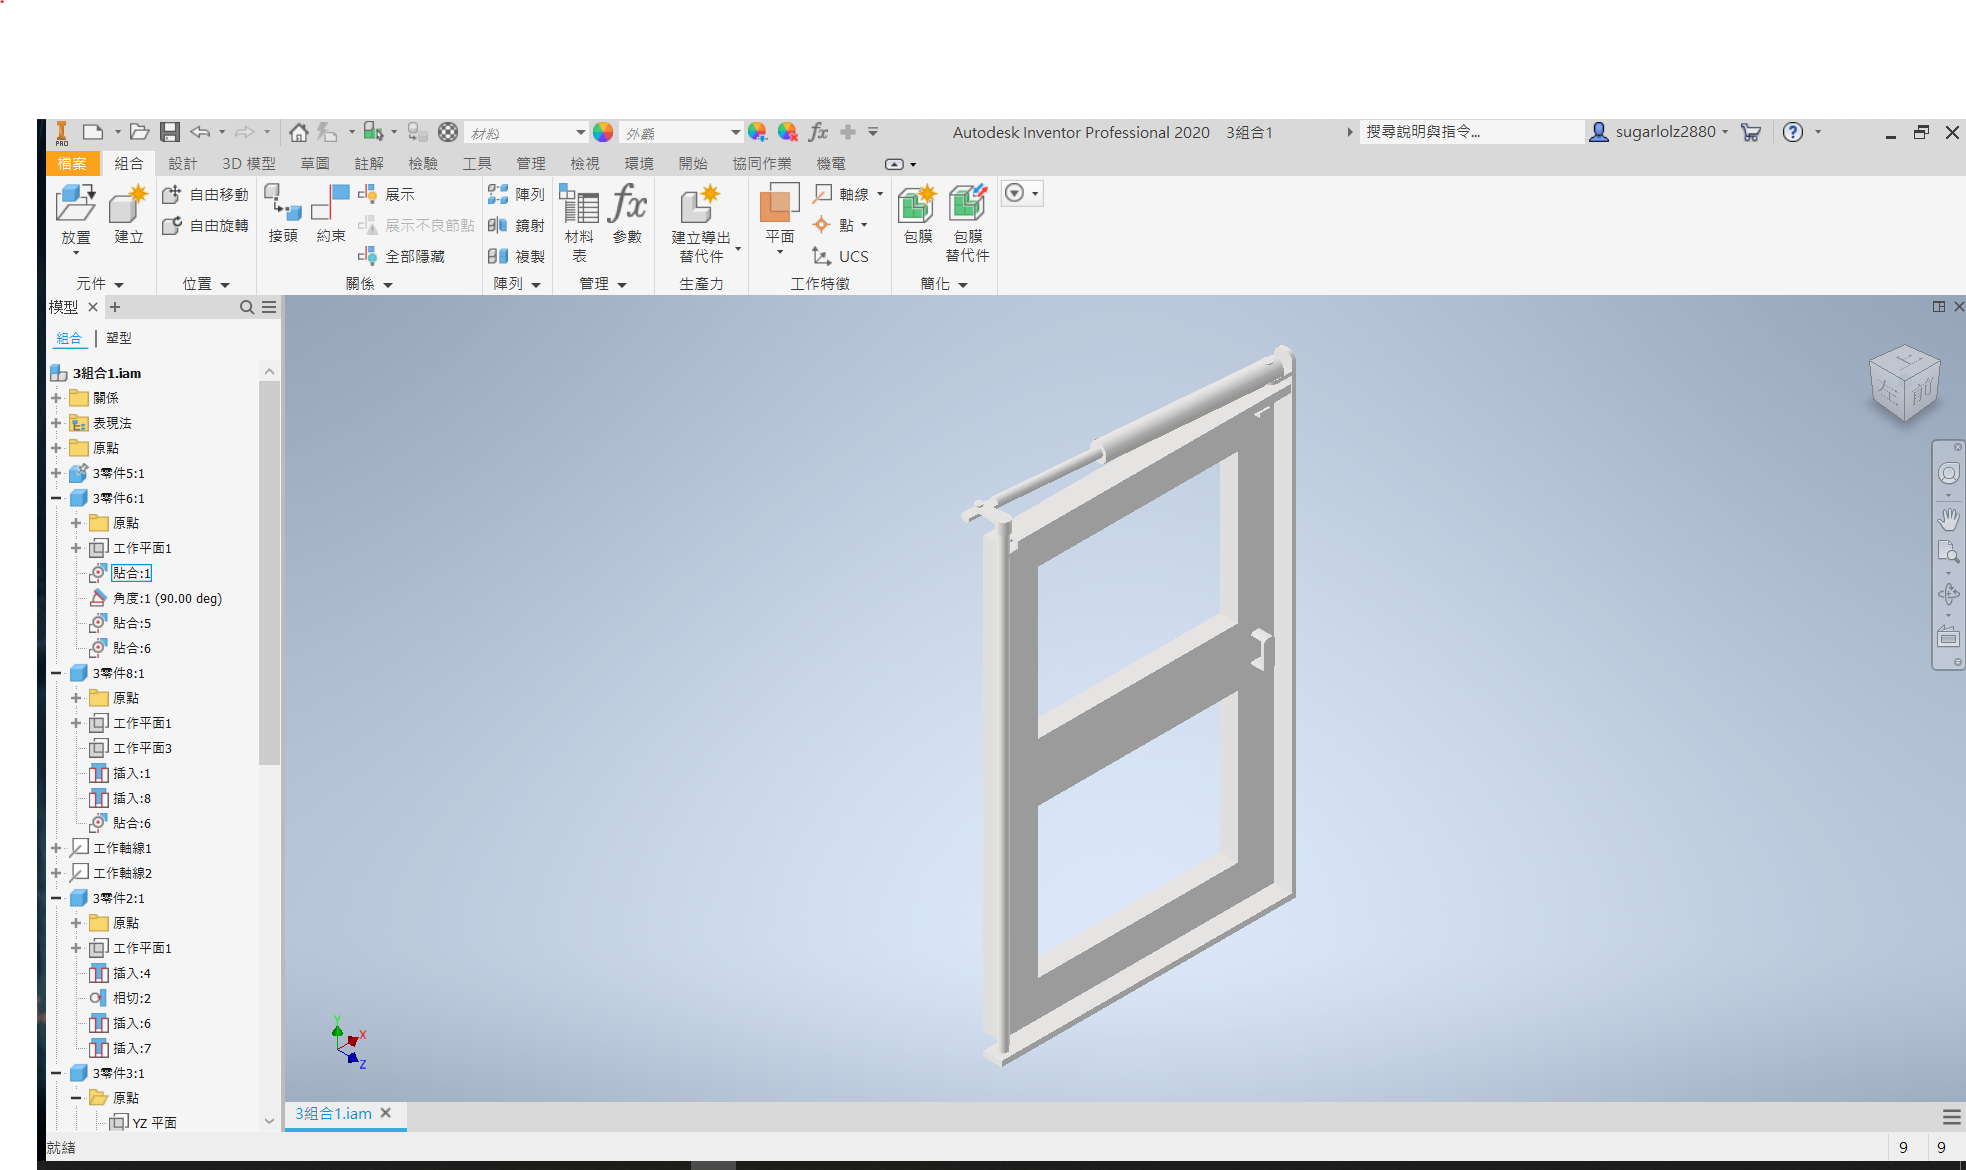 PRO
材料
外觀
Autodesk Inventor Professional 2020 3組合1
搜尋說明與指令...
sugarlolz2880
檔案 組合 設計 3D 模型 草圖 註解 檢驗 工具 管理 檢視 環境 開始 協同作業 機電
放置
建立
自由移動
自由旋轉
接頭
約束
展示
展示不良節點
全部隱藏
陣列
鏡射
複製
材料
表
參數
建立導出
替代件
平面
軸線
點
UCS
包膜
包膜
替代件
元件 位置 關係 陣列 管理 生產力 工作特徵 簡化
模型
組合 | 塑型
3組合1.iam
關係
表現法
原點
3零件5:1
3零件6:1
原點
工作平面1
貼合:1
角度:1 (90.00 deg)
貼合:5
貼合:6
3零件8:1
原點
工作平面1
工作平面3
插入:1
插入:8
貼合:6
工作軸線1
工作軸線2
3零件2:1
原點
工作平面1
插入:4
相切:2
插入:6
插入:7
3零件3:1
原點
YZ 平面
上
左
前
Y
X
Z
3組合1.iam
就緒
9 9